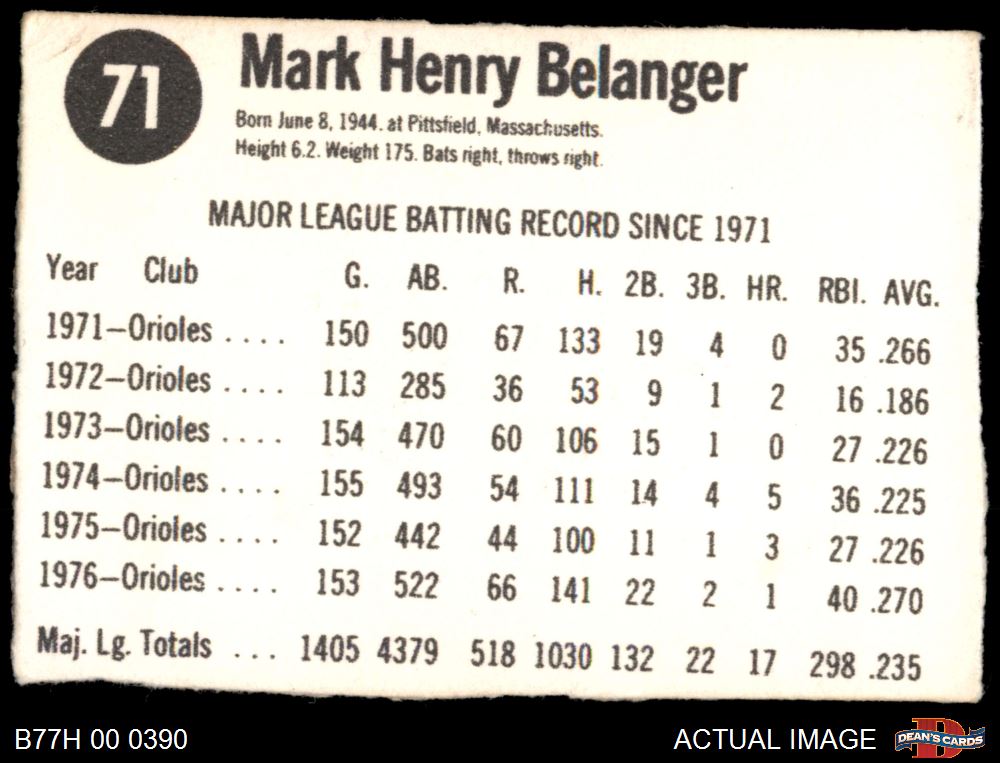 71
Mark Henry Belanger
Born June 8, 1944. at Pittsfield, Massachusetts.
Height 6.2. Weight 175. Bats right, throws right.
MAJOR LEAGUE BATTING RECORD SINCE 1971
Year Club G. AB. R. H. 2B. 3B. HR. RBI. AVG.
1971–Orioles .... 150 500 67 133 19 4 0 35 .266
1972–Orioles .... 113 285 36 53 9 1 2 16 .186
1973–Orioles .... 154 470 60 106 15 1 0 27 .226
1974–Orioles .... 155 493 54 111 14 4 5 36 .225
1975–Orioles .... 152 442 44 100 11 1 3 27 .226
1976–Orioles .... 153 522 66 141 22 2 1 40 .270
Maj. Lg. Totals ... 1405 4379 518 1030 132 22 17 298 .235
B77H 00 0390
ACTUAL IMAGE
DEAN'S CARDS